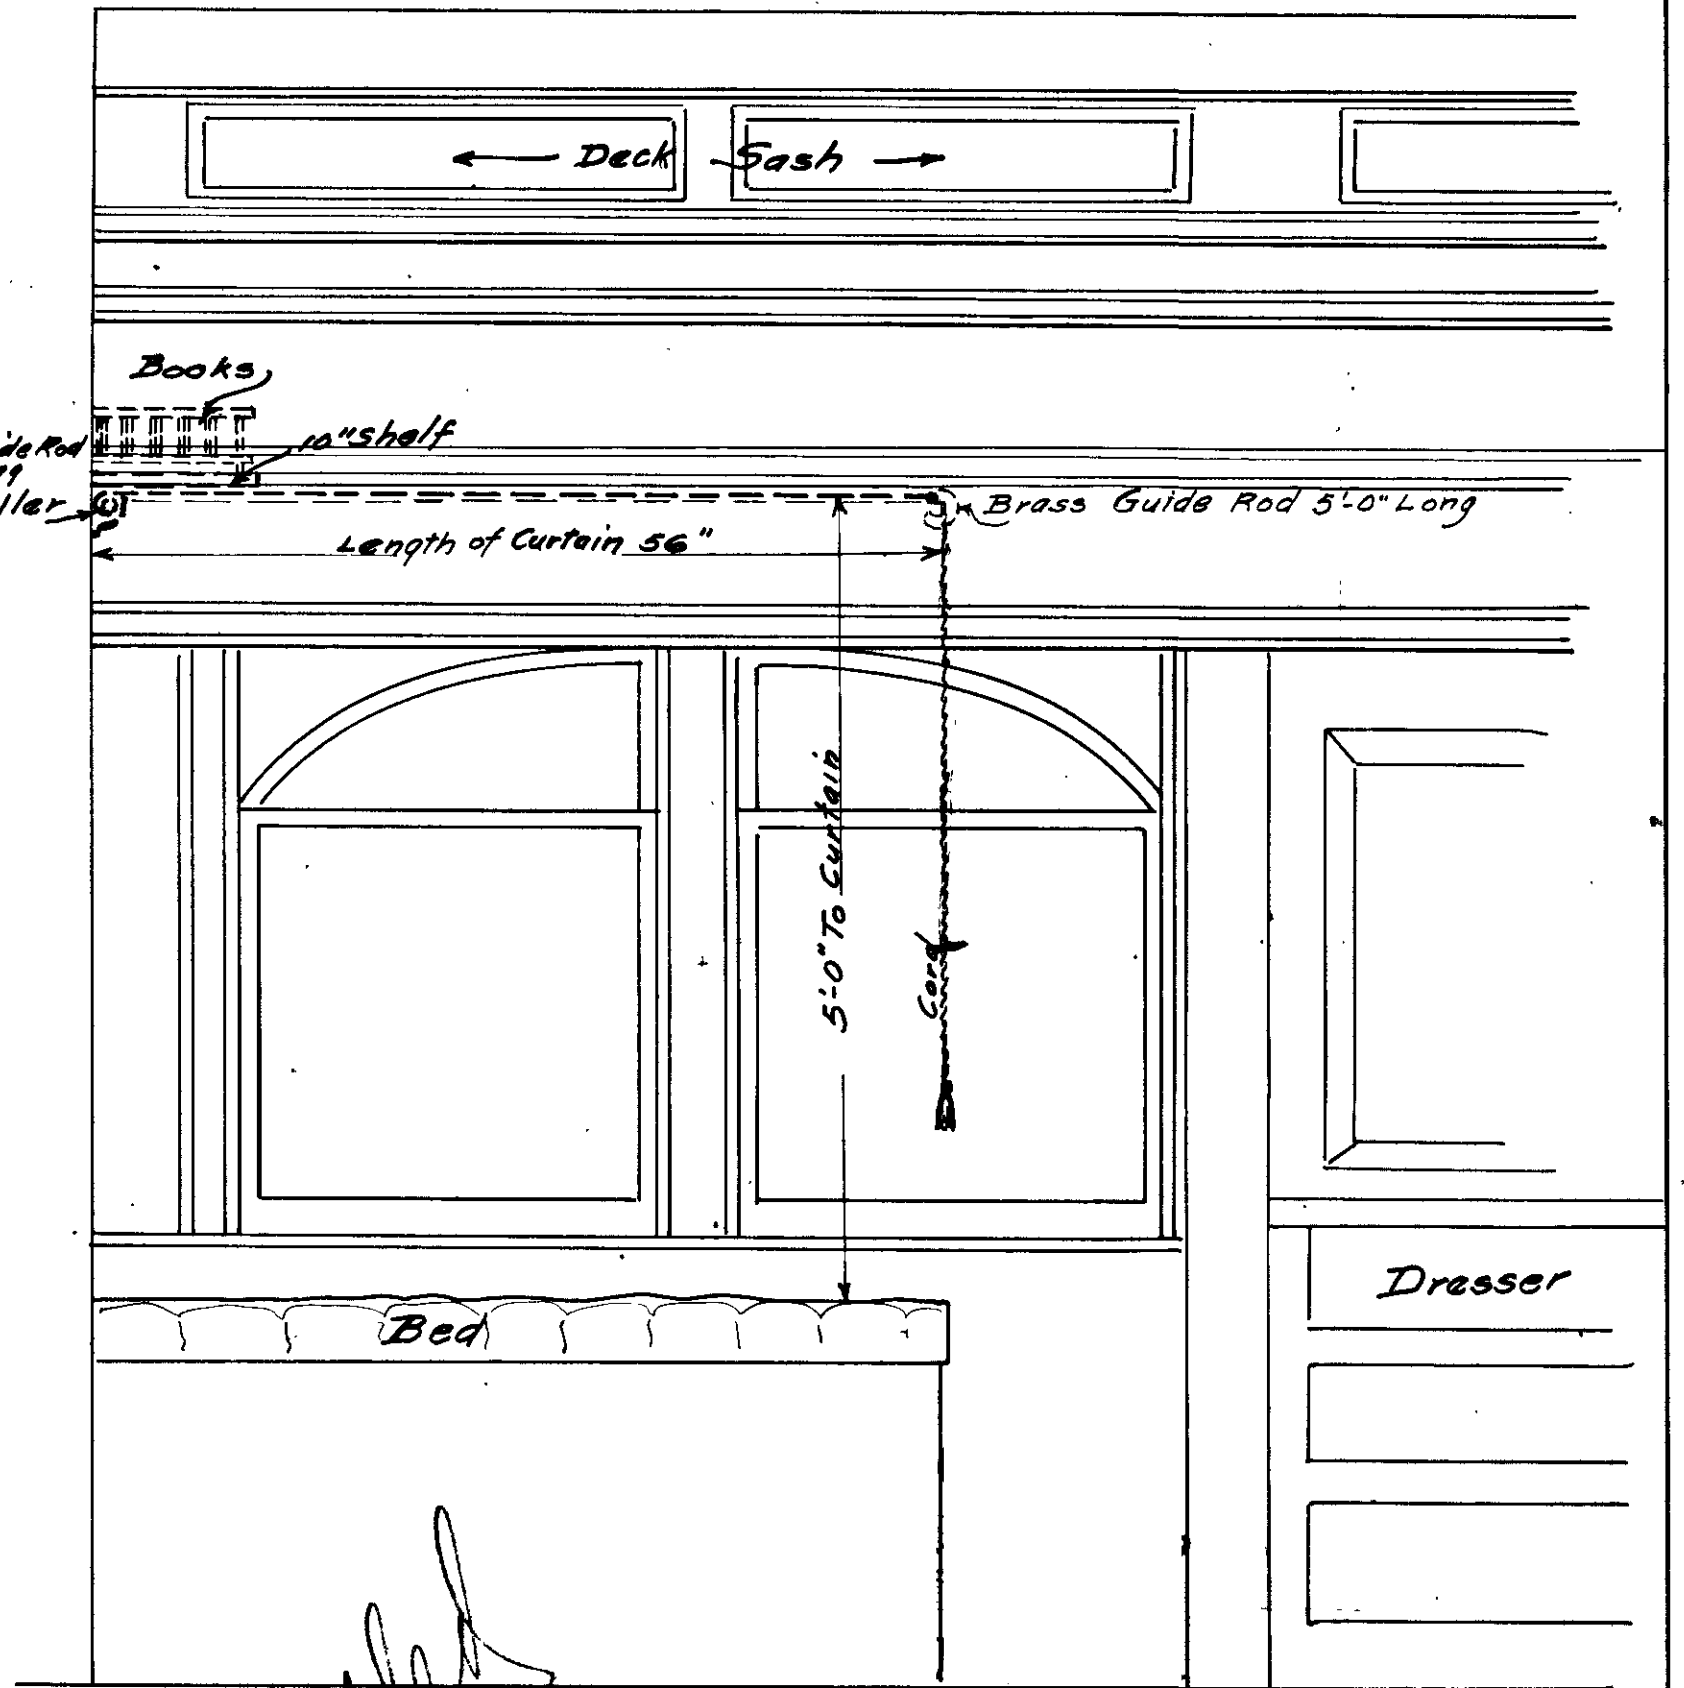 Deck Sash
Books
10" Shelf
Brass Guide Rod 5'-0" Long
Length of Curtain 56"
5'-0" To Curtain
Cord
Bed
Dresser